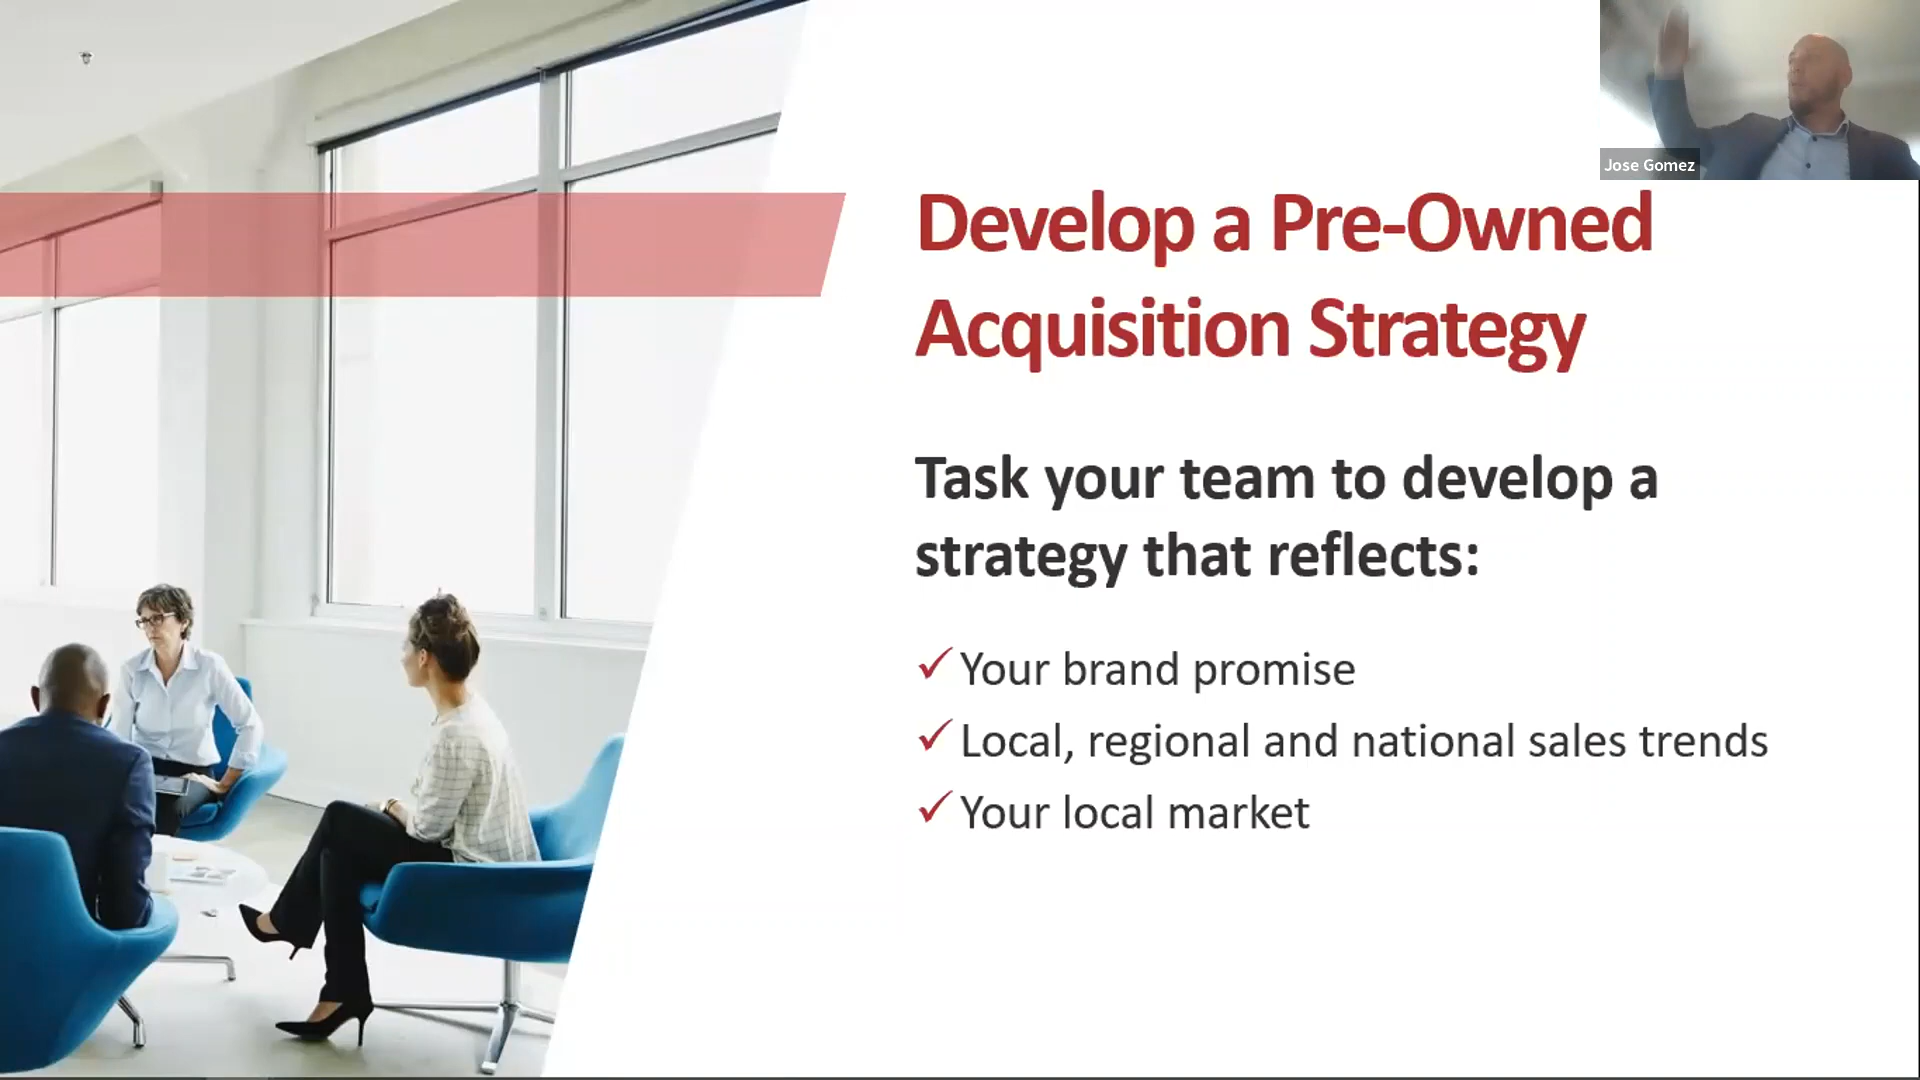 Jose Gomez
Develop a Pre-Owned
Acquisition Strategy
Task your team to develop a
strategy that reflects:
✓ Your brand promise
✓ Local, regional and national sales trends
✓ Your local market